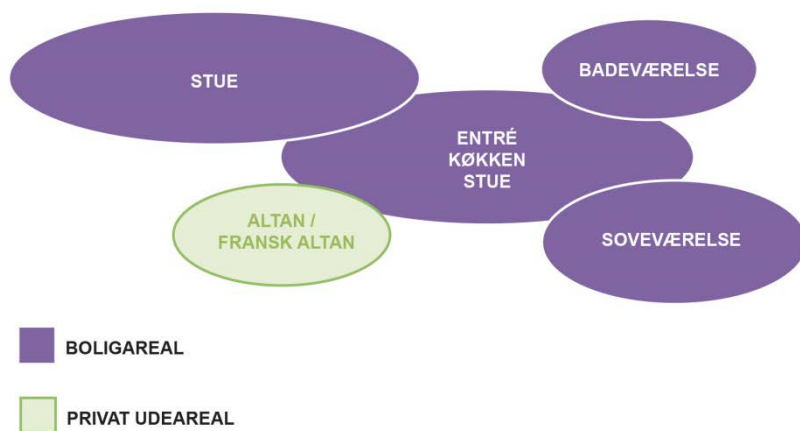 STUE
BADEVÆRELSE
ENTRÉ
KØKKEN
STUE
ALTAN /
FRANSK ALTAN
SOVEVÆRELSE
BOLIGAREAL
PRIVAT UDEAREAL